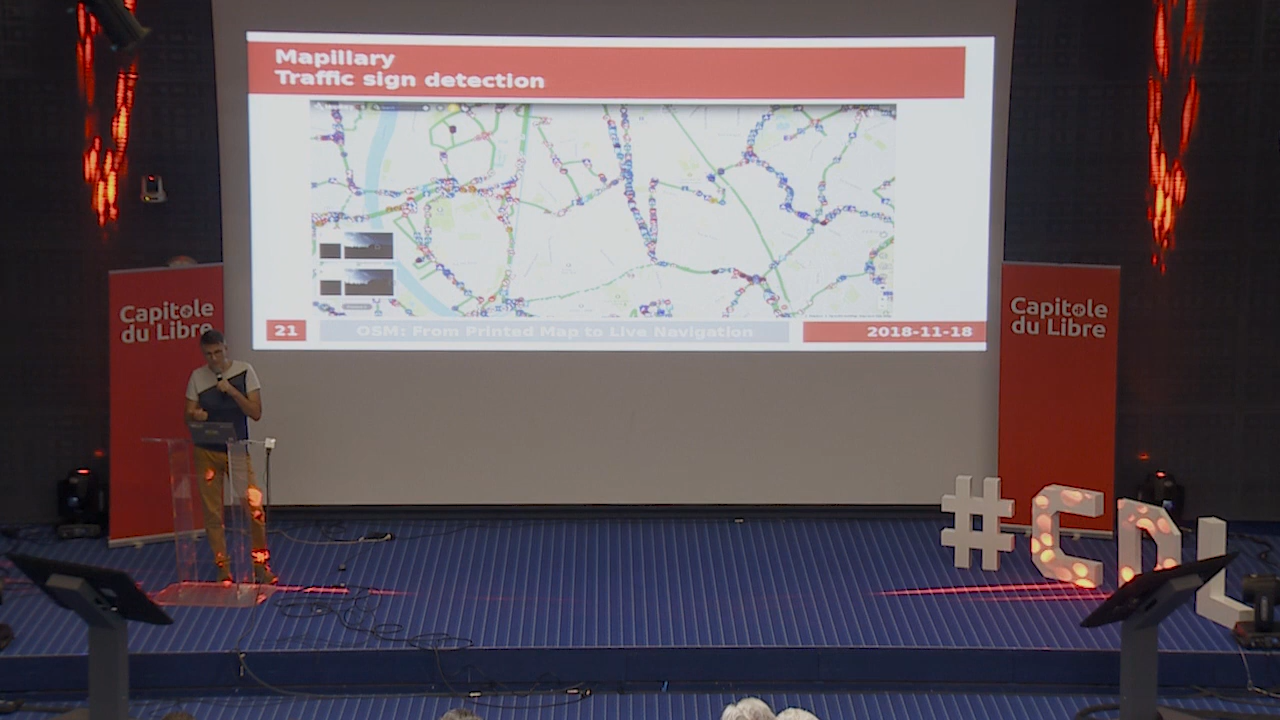 Mapillary
Traffic sign detection
21
OSM: From Printed Map to Live Navigation
2018-11-18
Capitole
du Libre
Capitole
du Libre
#CDL